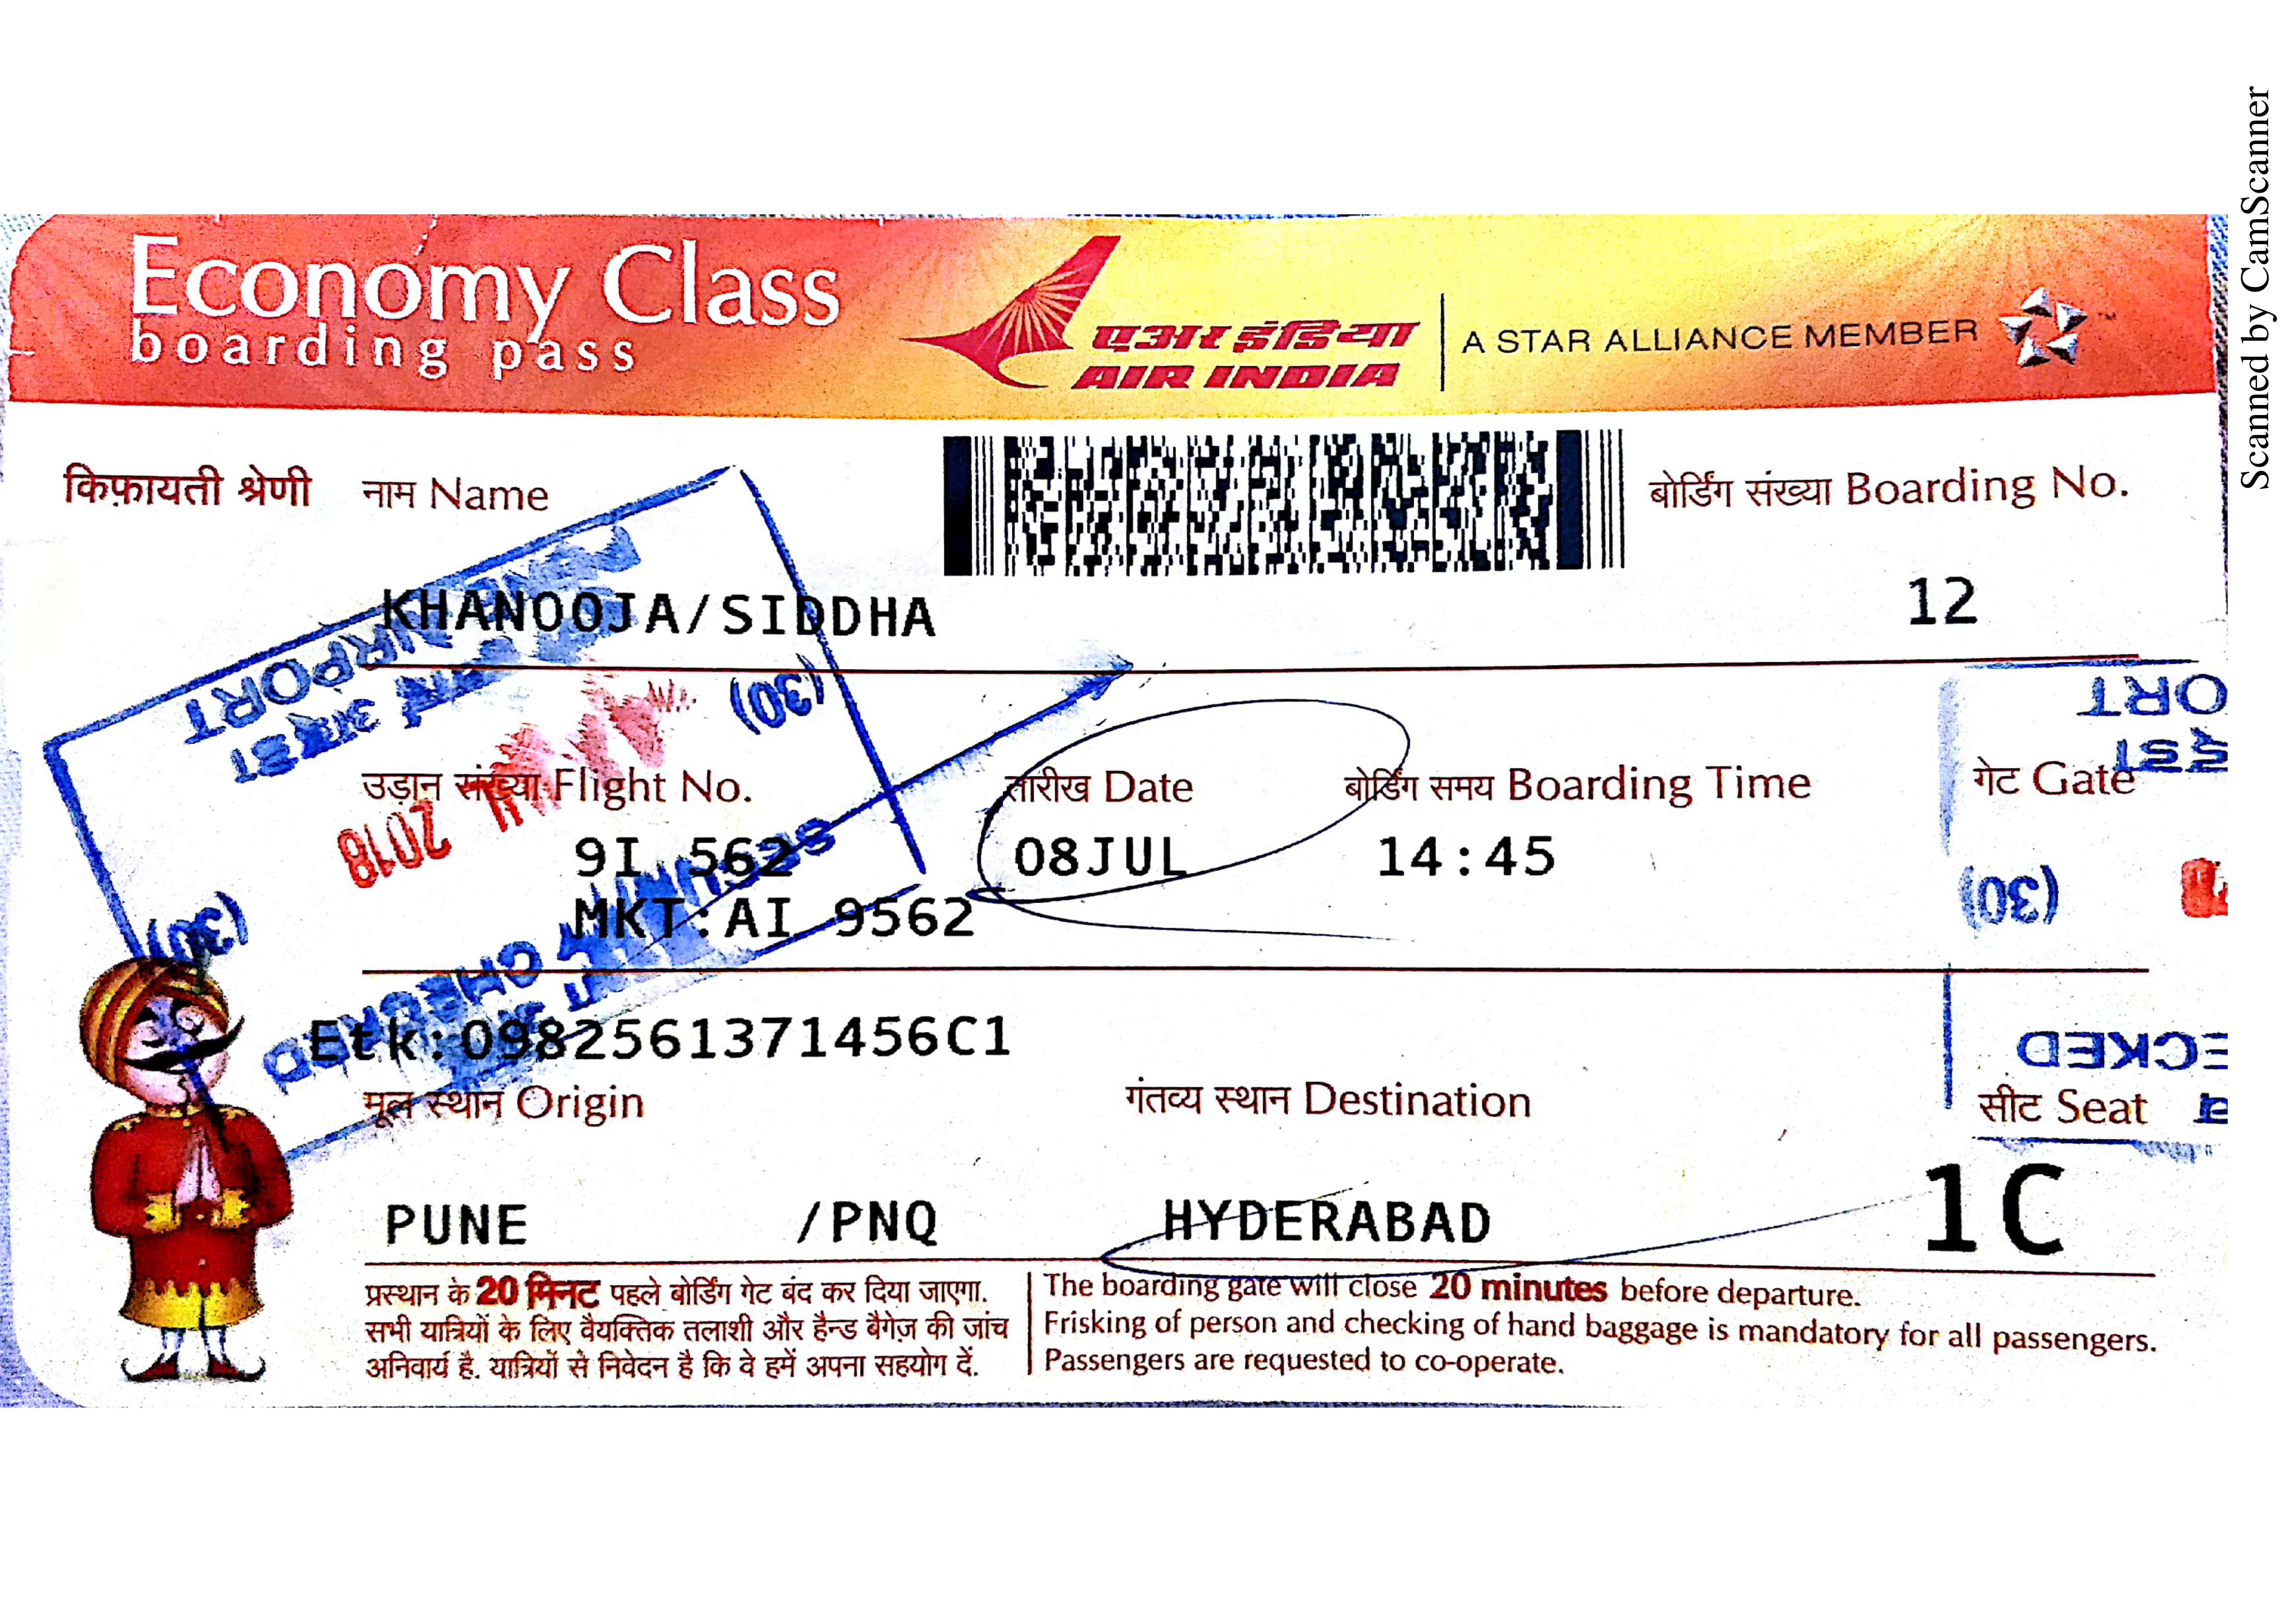 Economy Class
boarding pass
एअर इंडिया
AIR INDIA
A STAR ALLIANCE MEMBER
TM
Scanned by CamScanner
किफ़ायती श्रेणी नाम Name
बोर्डिंग संख्या Boarding No.
KHANOOJA/SIDDHA
12
AIRPORT
(30)
ORT
उड़ान संख्या Flight No.
तारीख Date
बोर्डिंग समय Boarding Time
गेट Gate
2018
9I 562
08JUL
14:45
MKT:AI 9562
(30)
(30)
SECURITY CHECKED
Etk:0982561371456C1
ECKED
मूल स्थान Origin
गंतव्य स्थान Destination
सीट Seat
PUNE /PNQ
HYDERABAD
1C
प्रस्थान के 20 मिनट पहले बोर्डिंग गेट बंद कर दिया जाएगा.
सभी यात्रियों के लिए वैयक्तिक तलाशी और हैन्ड बैगेज़ की जांच
अनिवार्य है. यात्रियों से निवेदन है कि वे हमें अपना सहयोग दें.
The boarding gate will close 20 minutes before departure.
Frisking of person and checking of hand baggage is mandatory for all passengers.
Passengers are requested to co-operate.